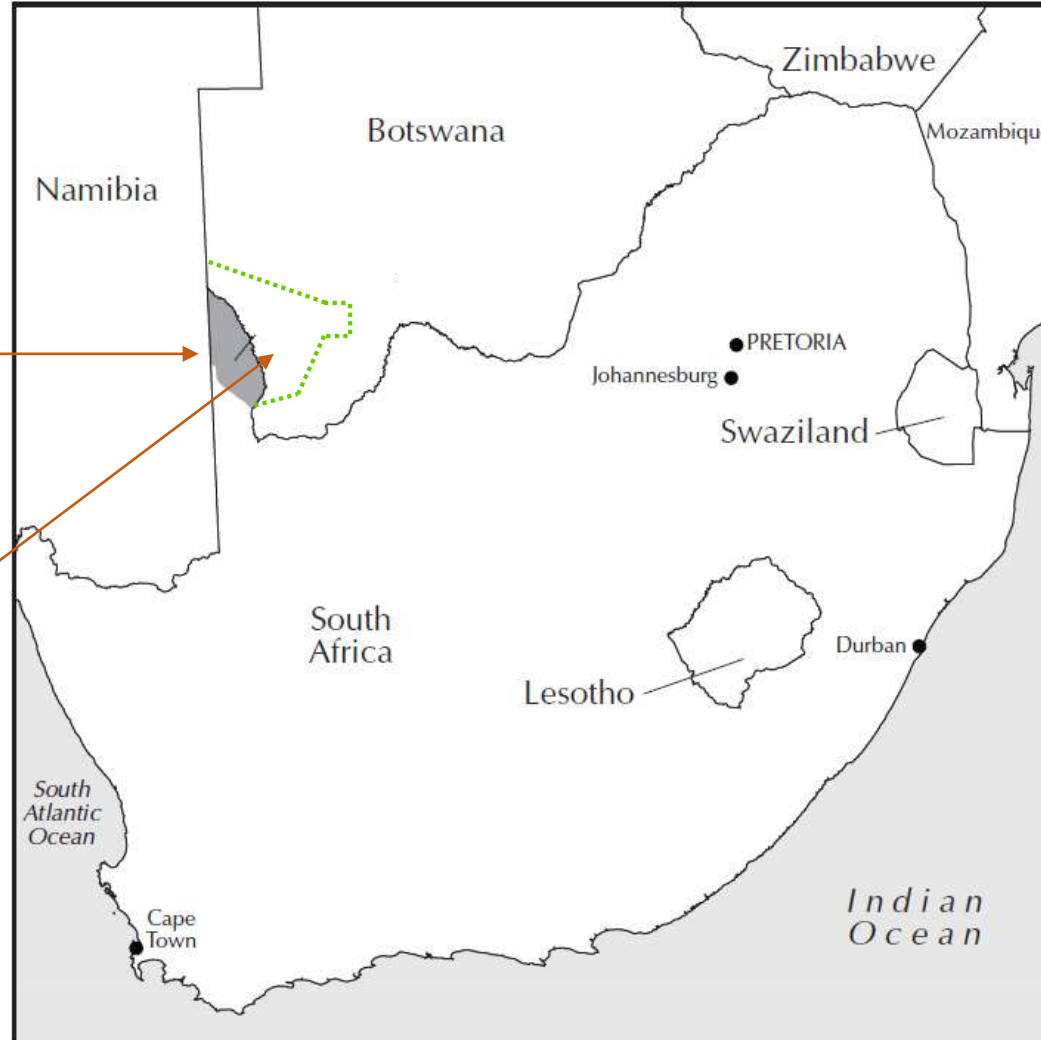 Zimbabwe
Botswana
Mozambiqu
Namibia
PRETORIA
Johannesburg
Swaziland
South
Africa
Durban
Lesotho
South
Atlantic
Ocean
Indian
Ocean
Cape
Town